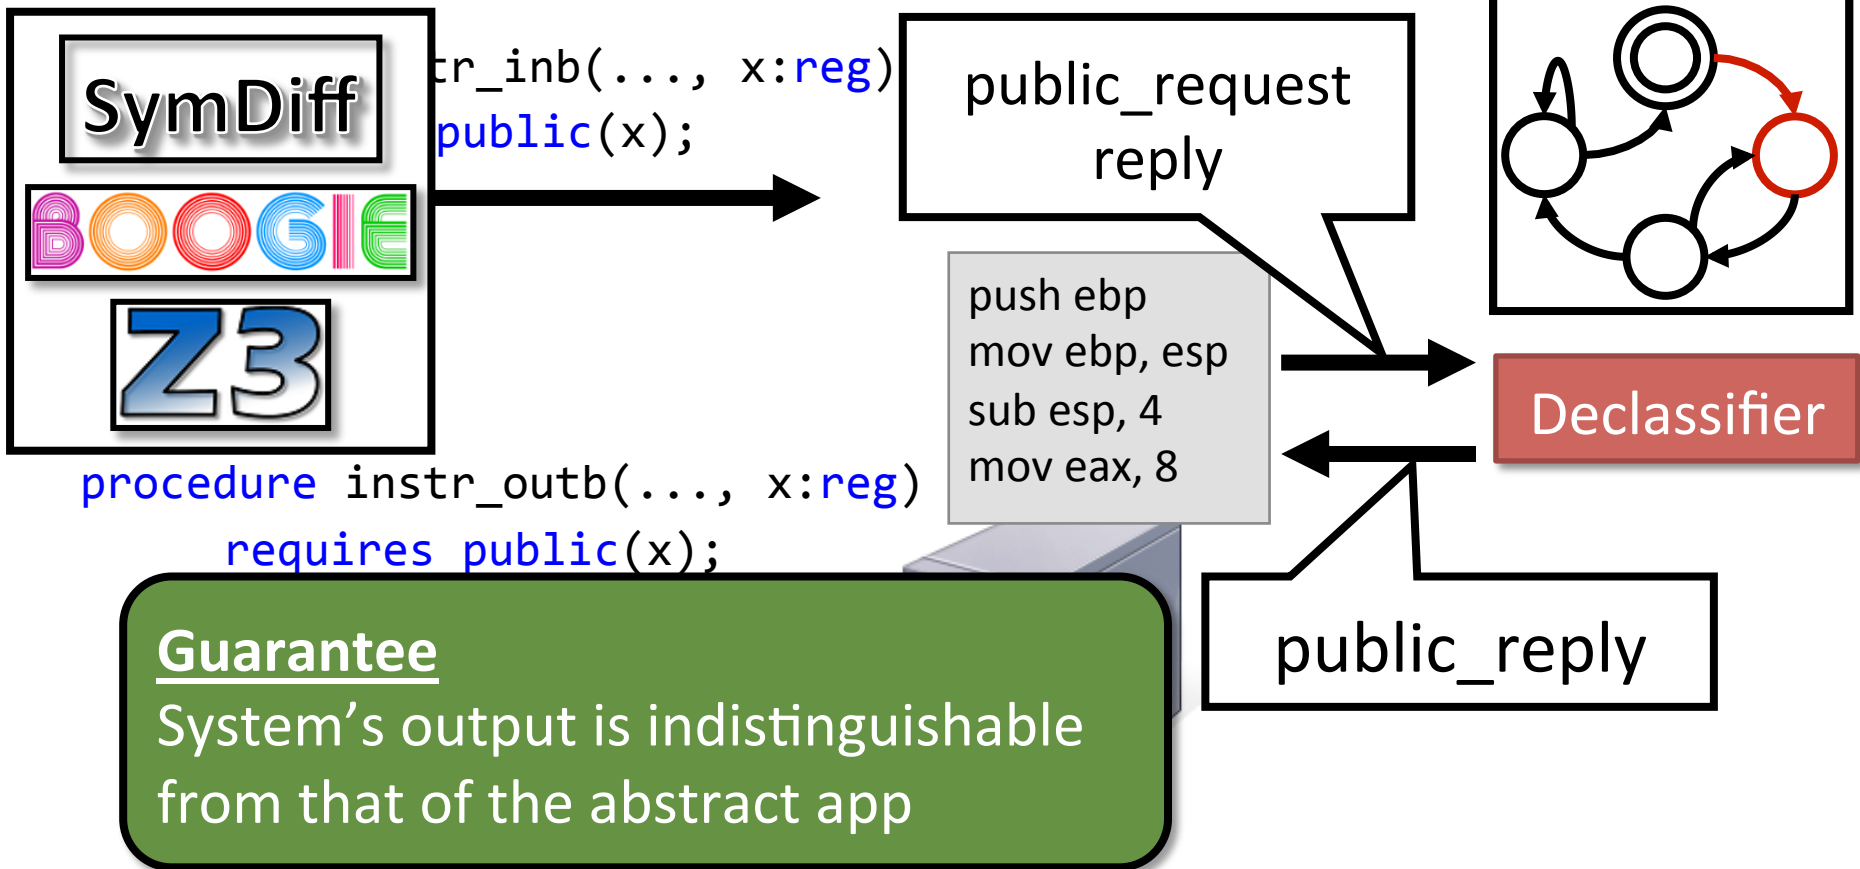 SymDiff
BOOGIE
Z3
tr_inb(..., x:reg)
public(x);
public_request
reply
push ebp
mov ebp, esp
sub esp, 4
mov eax, 8
Declassifier
procedure instr_outb(..., x:reg)
requires public(x);
public_reply
Guarantee
System’s output is indistinguishable
from that of the abstract app